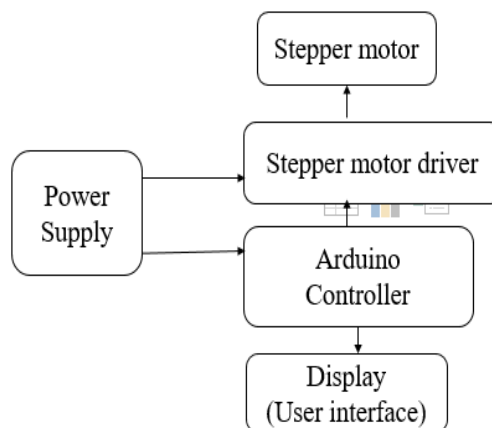 Stepper motor
Stepper motor driver
Power
Supply
Arduino
Controller
Display
(User interface)